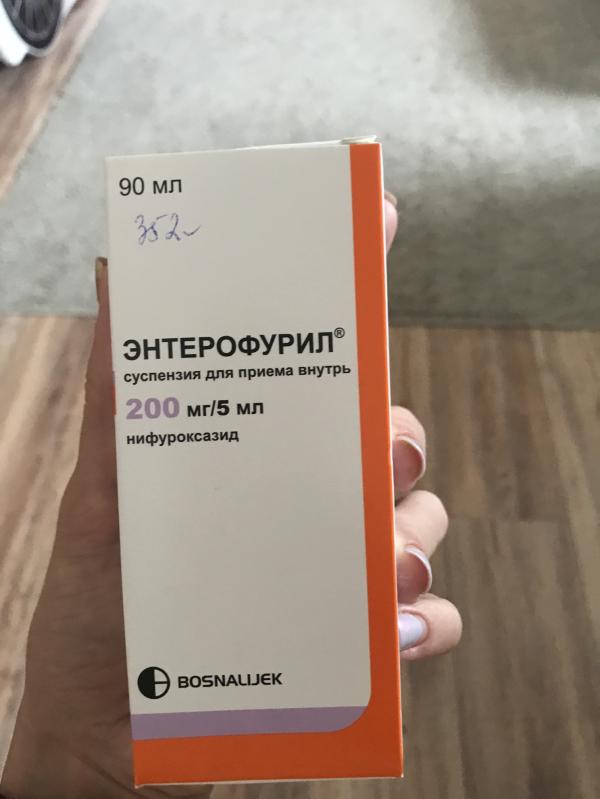 90 мл
352
ЭНТЕРОФУРИЛ®
суспензия для приема внутрь
200 мг/5 мл
нифуроксазид
BOSNALIJEK